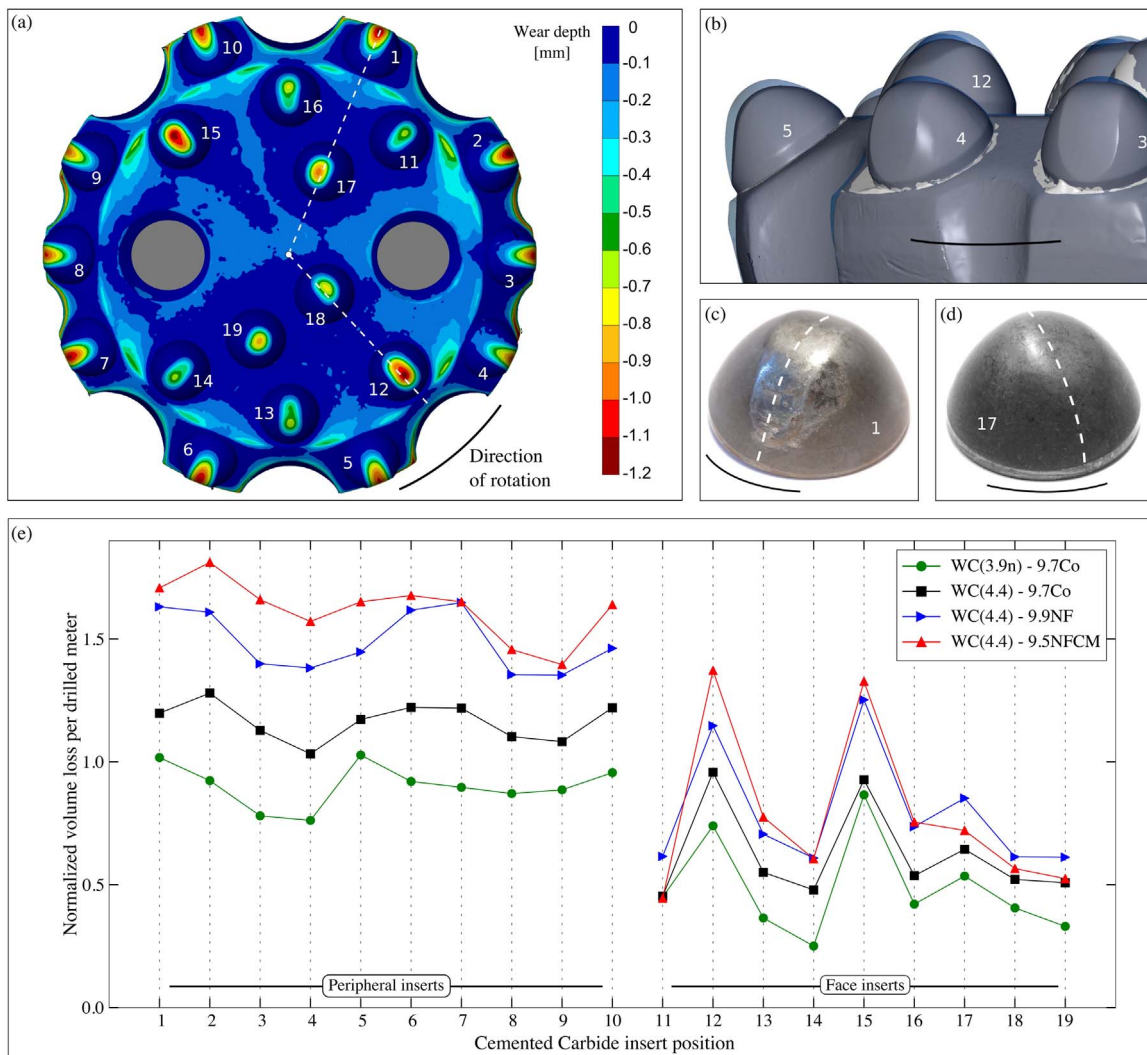 (a)
Wear depth
[mm]
0
-0.1
-0.2
-0.3
-0.4
-0.5
-0.6
-0.7
-0.8
-0.9
-1.0
-1.1
-1.2
10
1
16
15
11
2
9
17
8
3
18
19
7
14
12
4
13
6
5
Direction
of rotation
(b)
12
5
4
3
(c)
1
(d)
17
(e)
Normalized volume loss per drilled meter
1.5
1.0
0.5
0.0
WC(3.9n) - 9.7Co
WC(4.4) - 9.7Co
WC(4.4) - 9.9NF
WC(4.4) - 9.5NFCM
Peripheral inserts
Face inserts
1 2 3 4 5 6 7 8 9 10 11 12 13 14 15 16 17 18 19
Cemented Carbide insert position